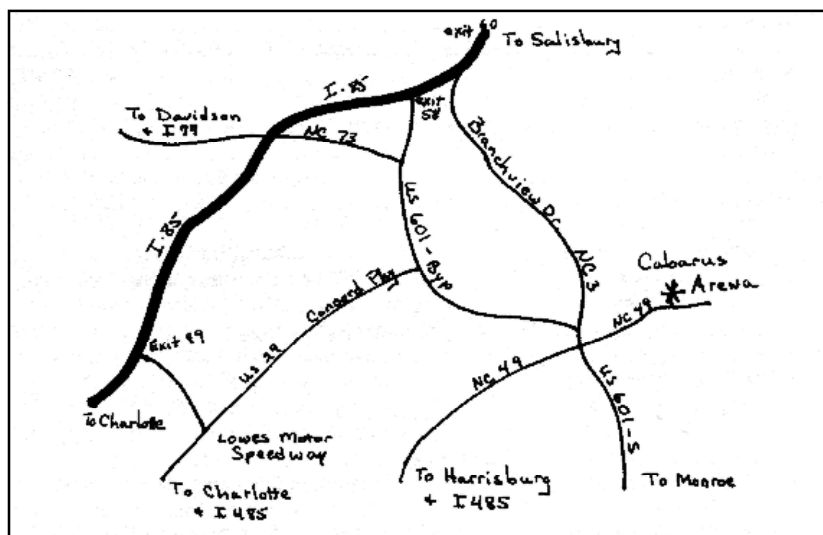 exit 60
To Salisbury
I-85
exit
58
To Davidson
& I 77
NC 73
Branchview Dr.
US 601-Byp
I-85
NC 3
Cabarus
Arena
Concord Pky
NC 49
Exit 49
US 29
NC 49
US 601-S
To Charlotte
Lowes Motor
Speedway
To Charlotte
& I 485
To Harrisburg
& I 485
To Monroe